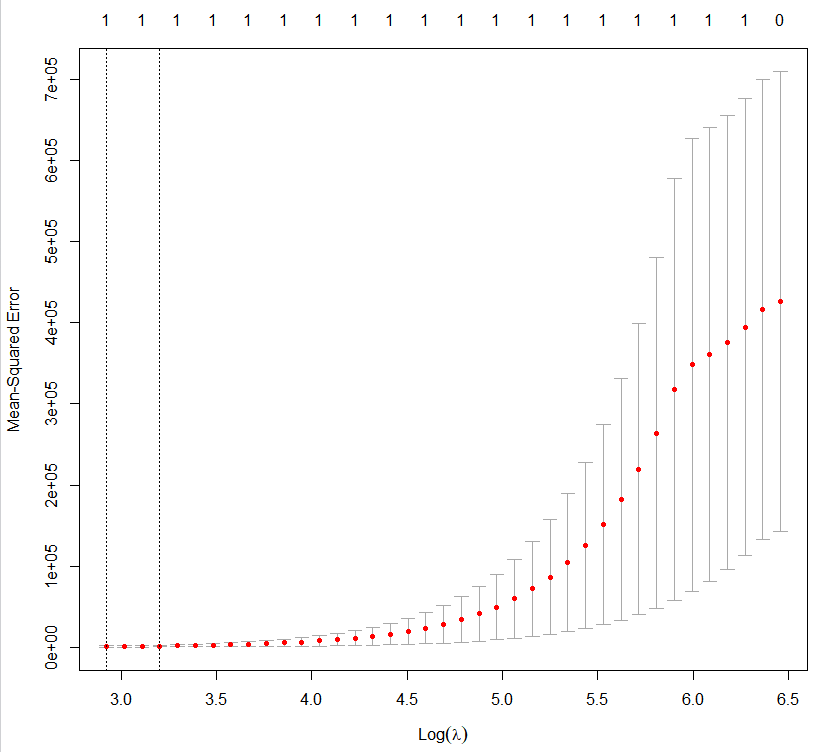 1 1 1 1 1 1 1 1 1 1 1 1 1 1 1 1 1 1 1 0
7e+05
6e+05
5e+05
4e+05
3e+05
2e+05
1e+05
0e+00
Mean-Squared Error
3.0 3.5 4.0 4.5 5.0 5.5 6.0 6.5
Log(λ)